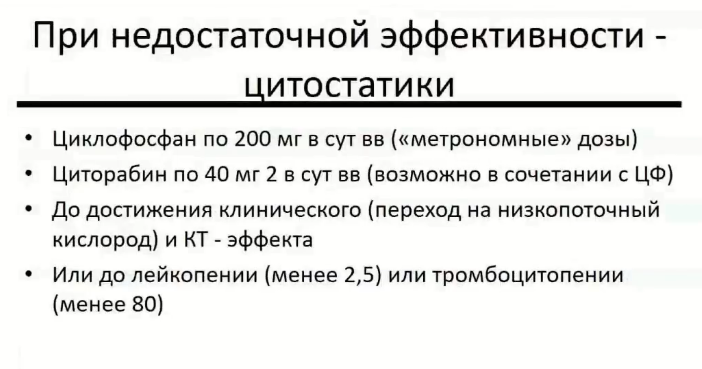 При недостаточной эффективности -
цитостатики
• Циклофосфан по 200 мг в сут вв («метрономные» дозы)
• Циторабин по 40 мг 2 в сут вв (возможно в сочетании с ЦФ)
• До достижения клинического (переход на низкопоточный
кислород) и КТ - эффекта
• Или до лейкопении (менее 2,5) или тромбоцитопении
(менее 80)